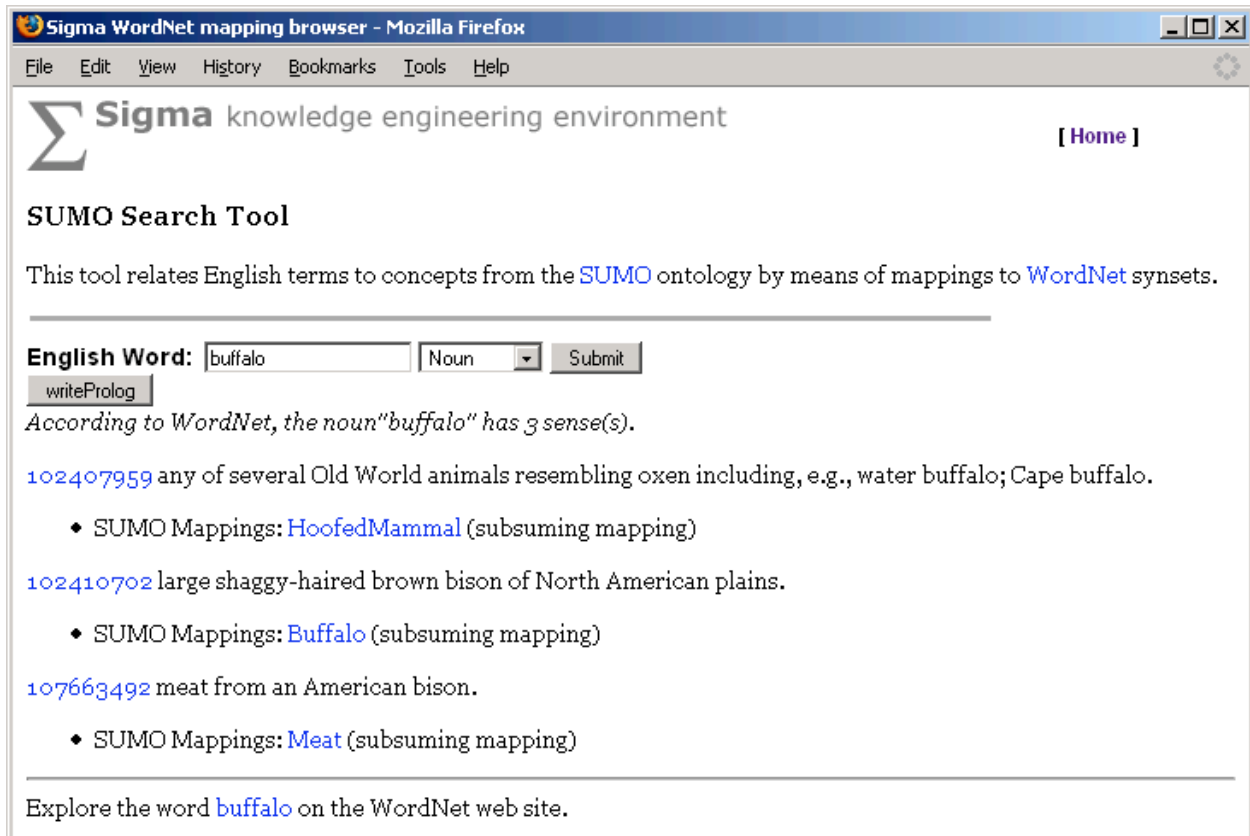 Sigma WordNet mapping browser - Mozilla Firefox
File Edit View History Bookmarks Tools Help
Σ Sigma knowledge engineering environment
[ Home ]
SUMO Search Tool
This tool relates English terms to concepts from the SUMO ontology by means of mappings to WordNet synsets.
English Word: buffalo Noun Submit
writeProlog
According to WordNet, the noun"buffalo" has 3 sense(s).
102407959 any of several Old World animals resembling oxen including, e.g., water buffalo; Cape buffalo.
• SUMO Mappings: HoofedMammal (subsuming mapping)
102410702 large shaggy-haired brown bison of North American plains.
• SUMO Mappings: Buffalo (subsuming mapping)
107663492 meat from an American bison.
• SUMO Mappings: Meat (subsuming mapping)
Explore the word buffalo on the WordNet web site.